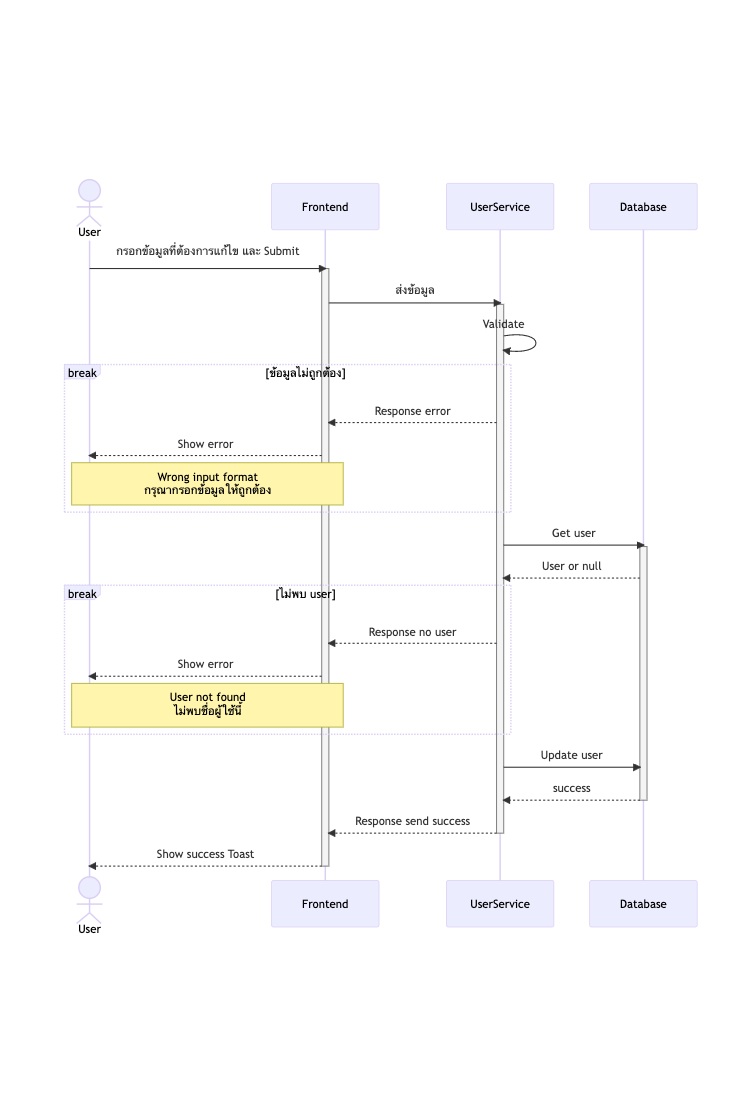 User
Frontend
UserService
Database
กรอกข้อมูลที่ต้องการแก้ไข และ Submit
ส่งข้อมูล
Validate
break
[ข้อมูลไม่ถูกต้อง]
Response error
Show error
Wrong input format
กรุณากรอกข้อมูลให้ถูกต้อง
Get user
User or null
break
[ไม่พบ user]
Response no user
Show error
User not found
ไม่พบชื่อผู้ใช้นี้
Update user
success
Response send success
Show success Toast
User
Frontend
UserService
Database